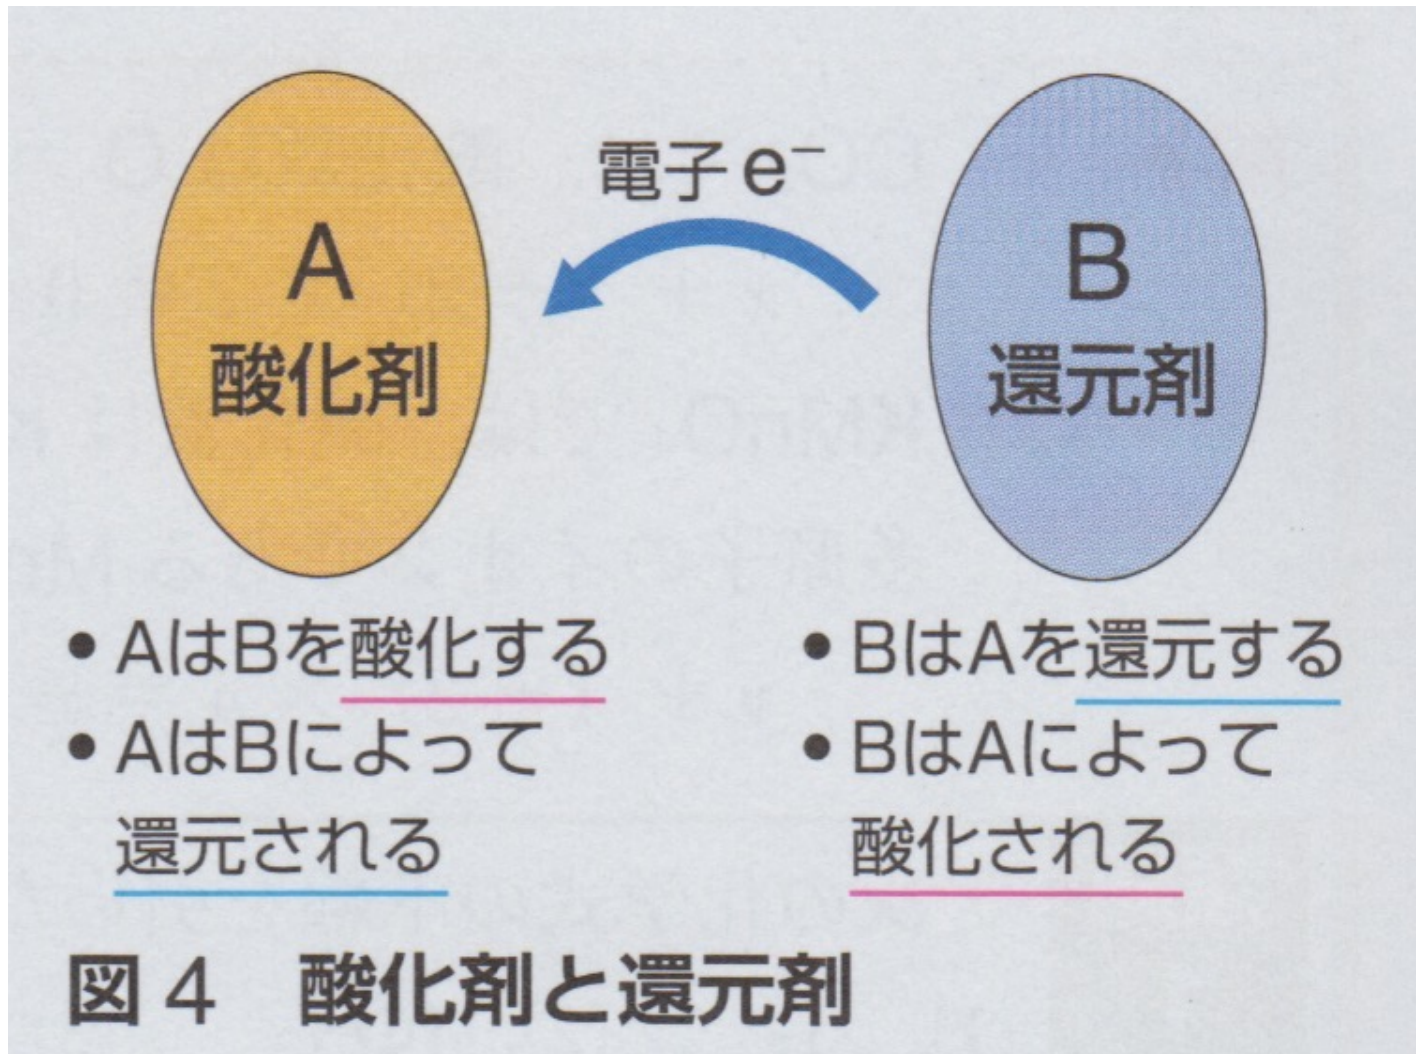 電子 e⁻
A
酸化剤
B
還元剤
• AはBを酸化する
• AはBによって
還元される
• BはAを還元する
• BはAによって
酸化される
図4 酸化剤と還元剤